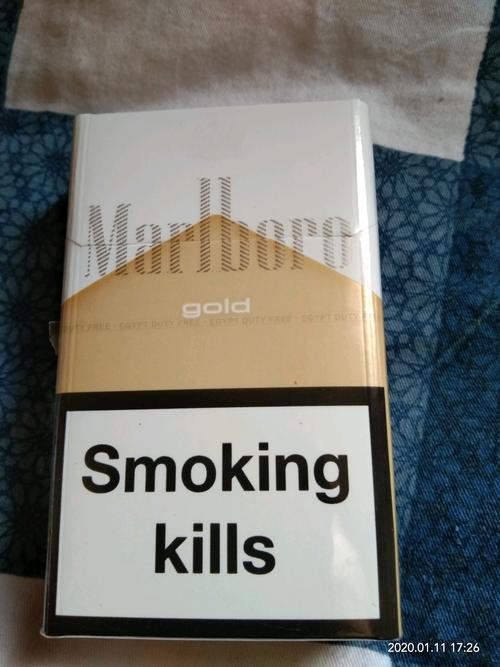 Marlboro
gold
DUTY FREE · EGYPT DUTY FREE · EGYPT DUTY FREE · EGYPT DUTY FREE
Smoking
kills
2020.01.11 17:26